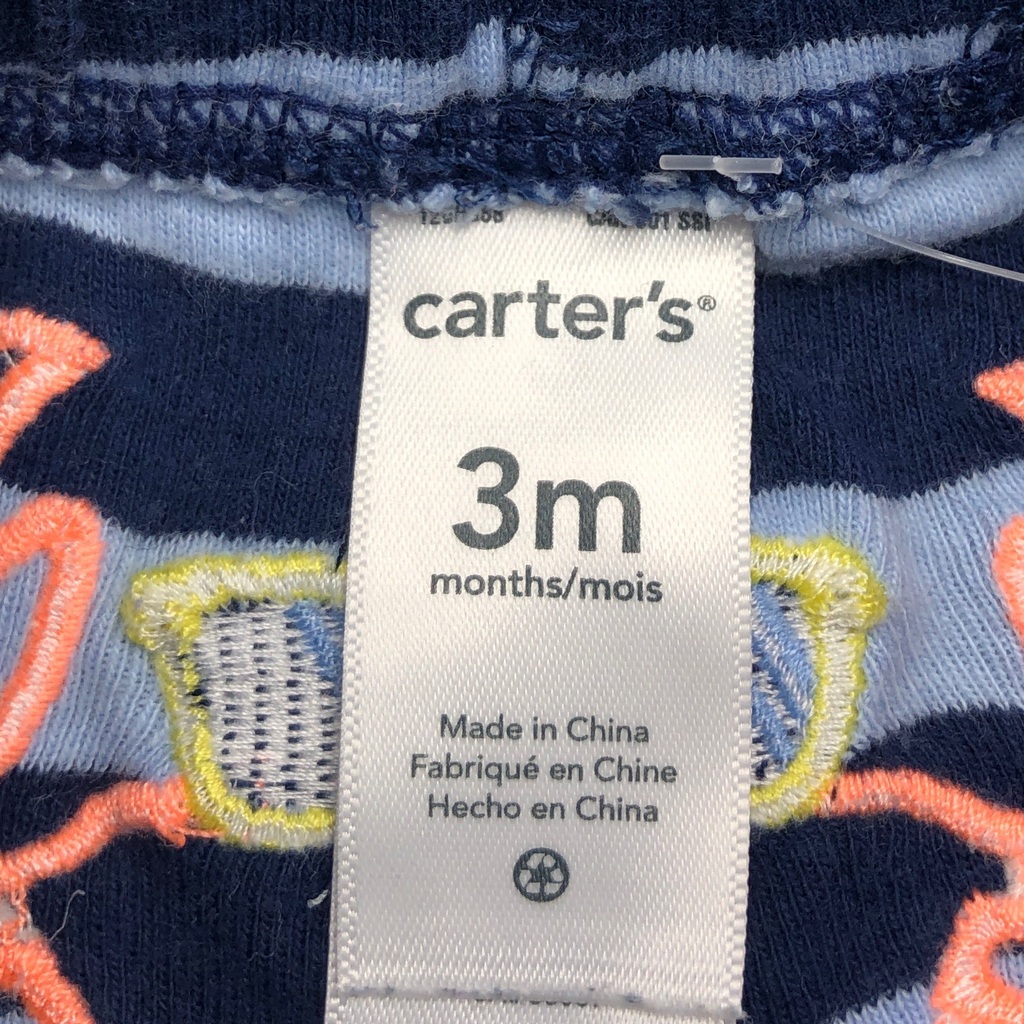 carter's®
3m
months/mois
Made in China
Fabriqué en Chine
Hecho en China